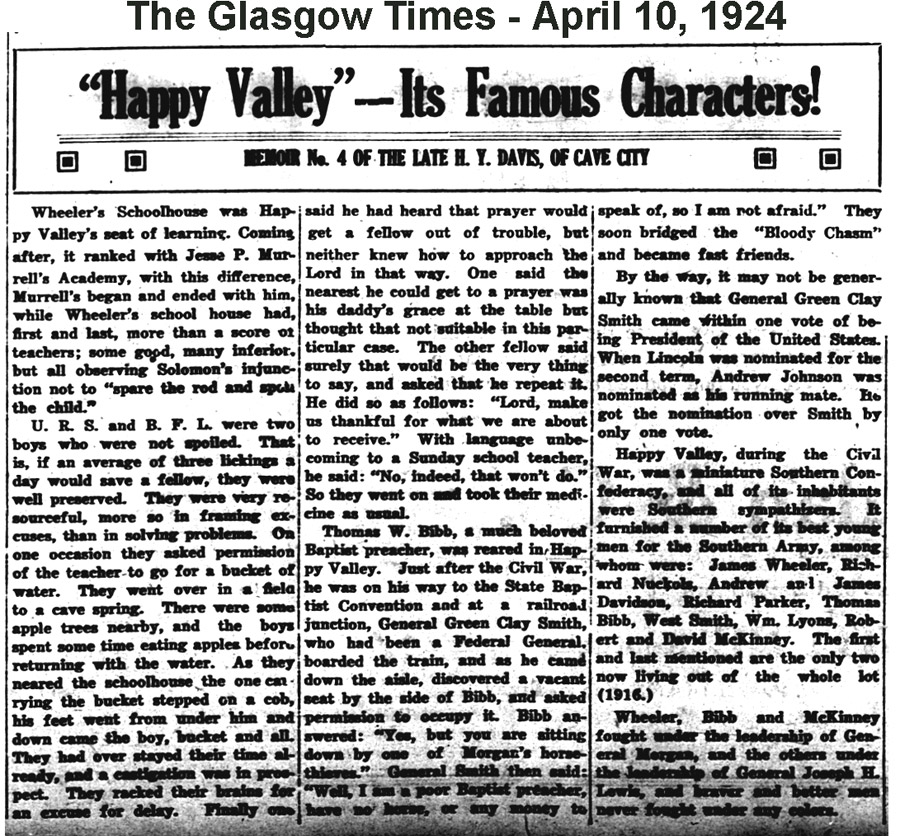 The Glasgow Times - April 10, 1924
"Happy Valley"—Its Famous Characters!
MEMOIR No. 4 OF THE LATE H. Y. DAVIS, OF CAVE CITY
Wheeler's Schoolhouse was Hap-
py Valley's seat of learning. Coming
after, it ranked with Jesse P. Mur-
rell's Academy, with this difference,
Murrell's began and ended with him,
while Wheeler's school house had,
first and last, more than a score of
teachers; some good, many inferior,
but all observing Solomon's injunc-
tion not to "spare the rod and spoil
the child."
U. R. S. and B. F. L. were two
boys who were not spoiled. That
is, if an average of three lickings a
day would save a fellow, they were
well preserved. They were very re-
sourceful, more so in framing ex-
cuses, than in solving problems. On
one occasion they asked permission
of the teacher to go for a bucket of
water. They went over in a field
to a cave spring. There were some
apple trees nearby, and the boys
spent some time eating apples before
returning with the water. As they
neared the schoolhouse the one car-
rying the bucket stepped on a cob,
his feet went from under him and
down came the boy, bucket and all.
They had over stayed their time al-
ready, and a castigation was in pros-
pect. They racked their brains for
an excuse for delay. Finally one
said he had heard that prayer would
get a fellow out of trouble, but
neither knew how to approach the
Lord in that way. One said the
nearest he could get to a prayer was
his daddy's grace at the table but
thought that not suitable in this par-
ticular case. The other fellow said
surely that would be the very thing
to say, and asked that he repeat it.
He did so as follows: "Lord, make
us thankful for what we are about
to receive." With language unbe-
coming to a Sunday school teacher,
he said: "No, indeed, that won't do."
So they went on and took their medi-
cine as usual.
Thomas W. Bibb, a much beloved
Baptist preacher, was reared in Hap-
py Valley. Just after the Civil War,
he was on his way to the State Bap-
tist Convention and at a railroad
junction, General Green Clay Smith,
who had been a Federal General,
boarded the train, and as he came
down the aisle, discovered a vacant
seat by the side of Bibb, and asked
permission to occupy it. Bibb an-
swered: "Yes, but you are sitting
down by one of Morgan's horse-
thieves." General Smith then said:
"Well, I am a poor Baptist preacher,
have no horse, or any money to
speak of, so I am not afraid." They
soon bridged the "Bloody Chasm"
and became fast friends.
By the way, it may not be gener-
ally known that General Green Clay
Smith came within one vote of be-
ing President of the United States.
When Lincoln was nominated for the
second term, Andrew Johnson was
nominated as his running mate. He
got the nomination over Smith by
only one vote.
Happy Valley, during the Civil
War, was a miniature Southern Con-
federacy, and all of its inhabitants
were Southern sympathisers. It
furnished a number of its best young
men for the Southern Army, among
whom were: James Wheeler, Rich-
ard Nuckols, Andrew and James
Davidson, Richard Parker, Thomas
Bibb, West Smith, Wm. Lyons, Rob-
ert and David McKinney. The first
and last mentioned are the only two
now living out of the whole lot
(1916.)
Wheeler, Bibb and McKinney
fought under the leadership of Gen-
eral Morgan, and the others under
the leadership of General Joseph H.
Lewis, and braver and better men
never fought under any colors.